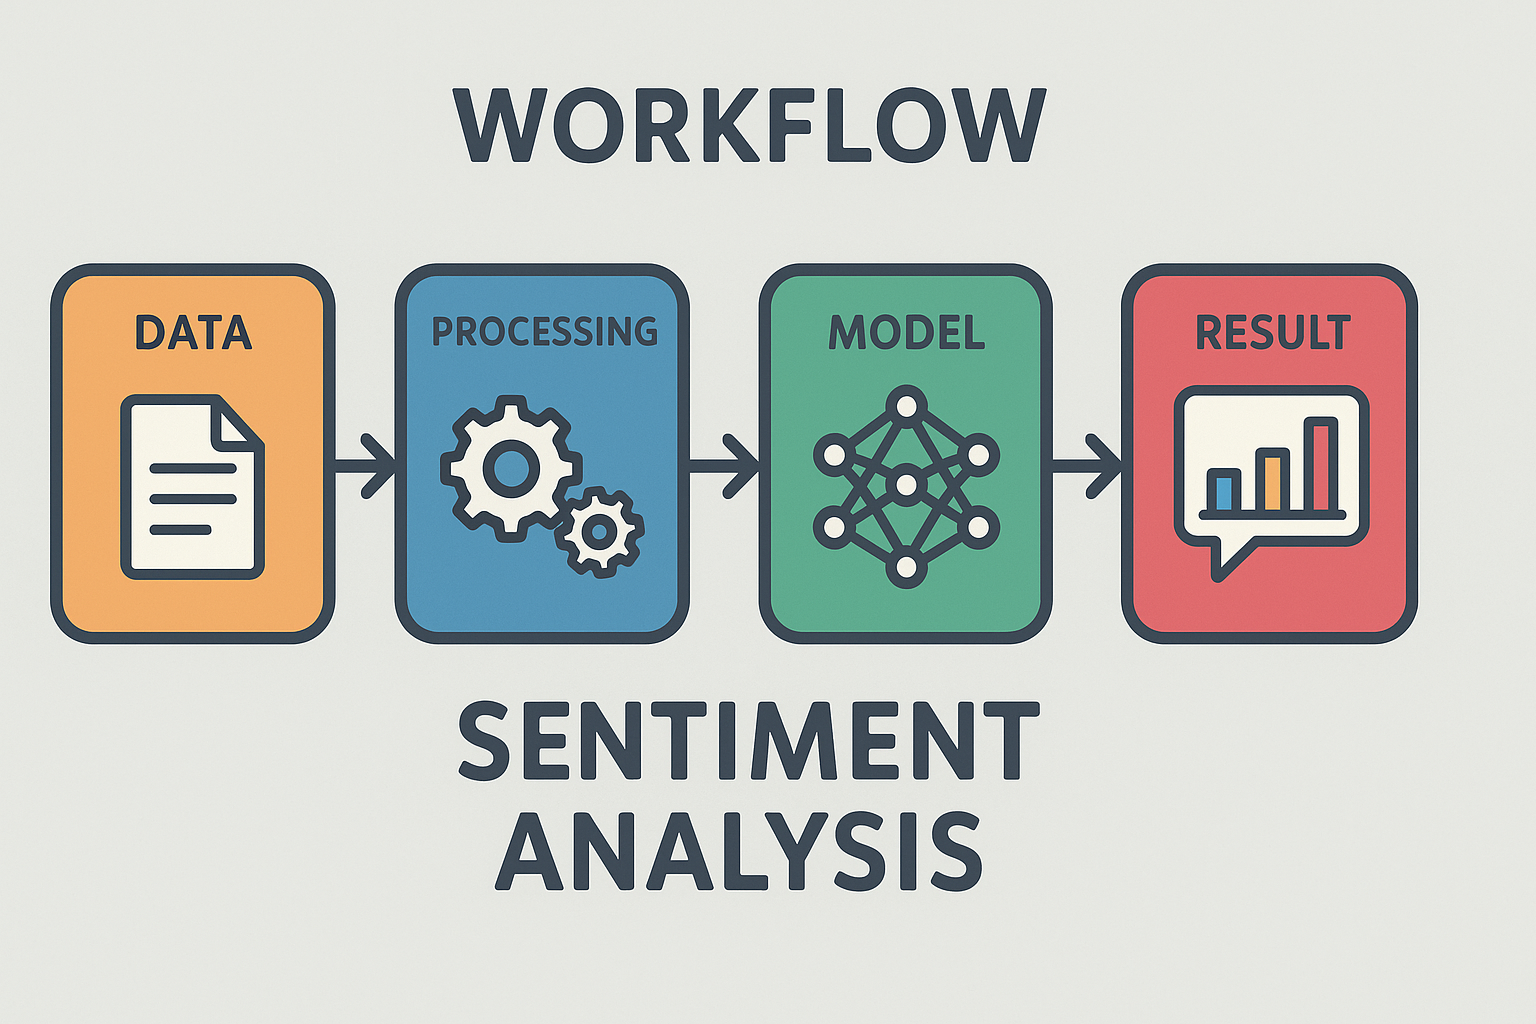 WORKFLOW
DATA
PROCESSING
MODEL
RESULT
SENTIMENT
ANALYSIS